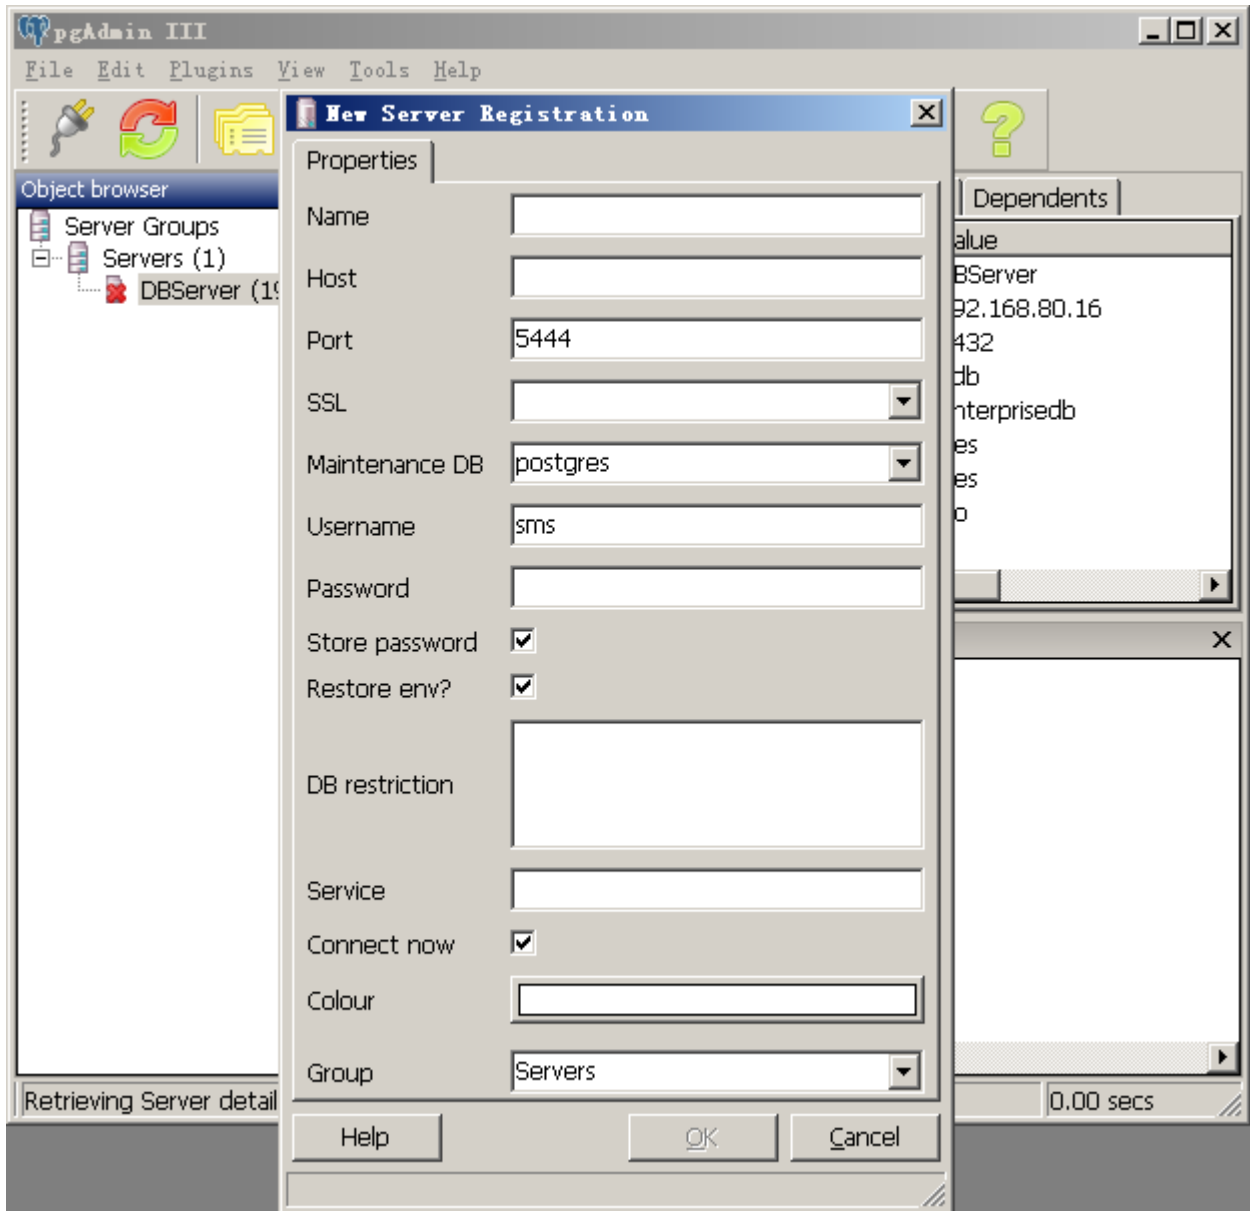 pgAdmin III
File Edit Plugins View Tools Help
New Server Registration
Properties
Object browser
Dependents
Server Groups
Servers (1)
DBServer (19
alue
BServer
92.168.80.16
432
db
nterprisedb
es
es
o
Name
Host
Port 5444
SSL
Maintenance DB postgres
Username sms
Password
Store password
Restore env?
DB restriction
Service
Connect now
Colour
Group Servers
Retrieving Server detail
0.00 secs
Help OK Cancel